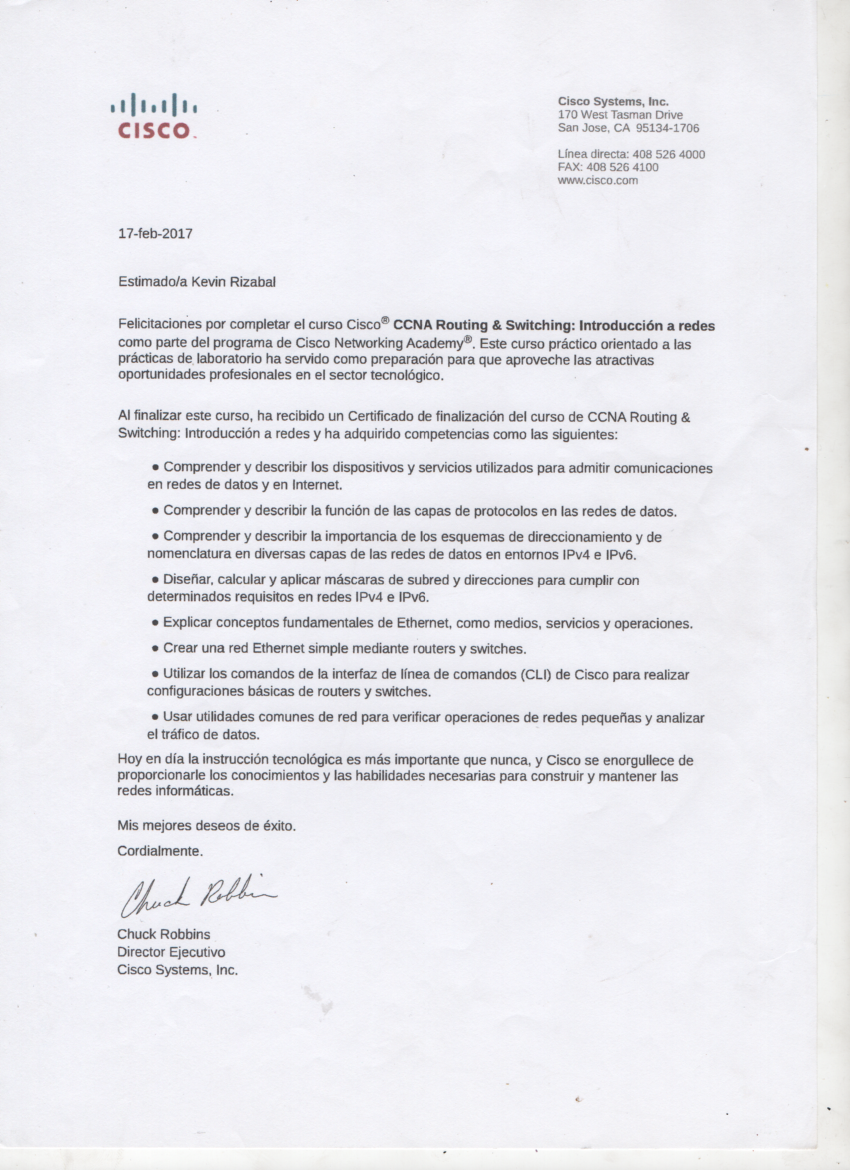 CISCO
Cisco Systems, Inc.
170 West Tasman Drive
San Jose, CA 95134-1706
Línea directa: 408 526 4000
FAX: 408 526 4100
www.cisco.com
17-feb-2017
Estimado/a Kevin Rizabal
Felicitaciones por completar el curso Cisco® CCNA Routing & Switching: Introducción a redes
como parte del programa de Cisco Networking Academy®. Este curso práctico orientado a las
prácticas de laboratorio ha servido como preparación para que aproveche las atractivas
oportunidades profesionales en el sector tecnológico.
Al finalizar este curso, ha recibido un Certificado de finalización del curso de CCNA Routing &
Switching: Introducción a redes y ha adquirido competencias como las siguientes:
● Comprender y describir los dispositivos y servicios utilizados para admitir comunicaciones
en redes de datos y en Internet.
● Comprender y describir la función de las capas de protocolos en las redes de datos.
● Comprender y describir la importancia de los esquemas de direccionamiento y de
nomenclatura en diversas capas de las redes de datos en entornos IPv4 e IPv6.
● Diseñar, calcular y aplicar máscaras de subred y direcciones para cumplir con
determinados requisitos en redes IPv4 e IPv6.
● Explicar conceptos fundamentales de Ethernet, como medios, servicios y operaciones.
● Crear una red Ethernet simple mediante routers y switches.
● Utilizar los comandos de la interfaz de línea de comandos (CLI) de Cisco para realizar
configuraciones básicas de routers y switches.
● Usar utilidades comunes de red para verificar operaciones de redes pequeñas y analizar
el tráfico de datos.
Hoy en día la instrucción tecnológica es más importante que nunca, y Cisco se enorgullece de
proporcionarle los conocimientos y las habilidades necesarias para construir y mantener las
redes informáticas.
Mis mejores deseos de éxito.
Cordialmente.
Chuck Robbins
Chuck Robbins
Director Ejecutivo
Cisco Systems, Inc.